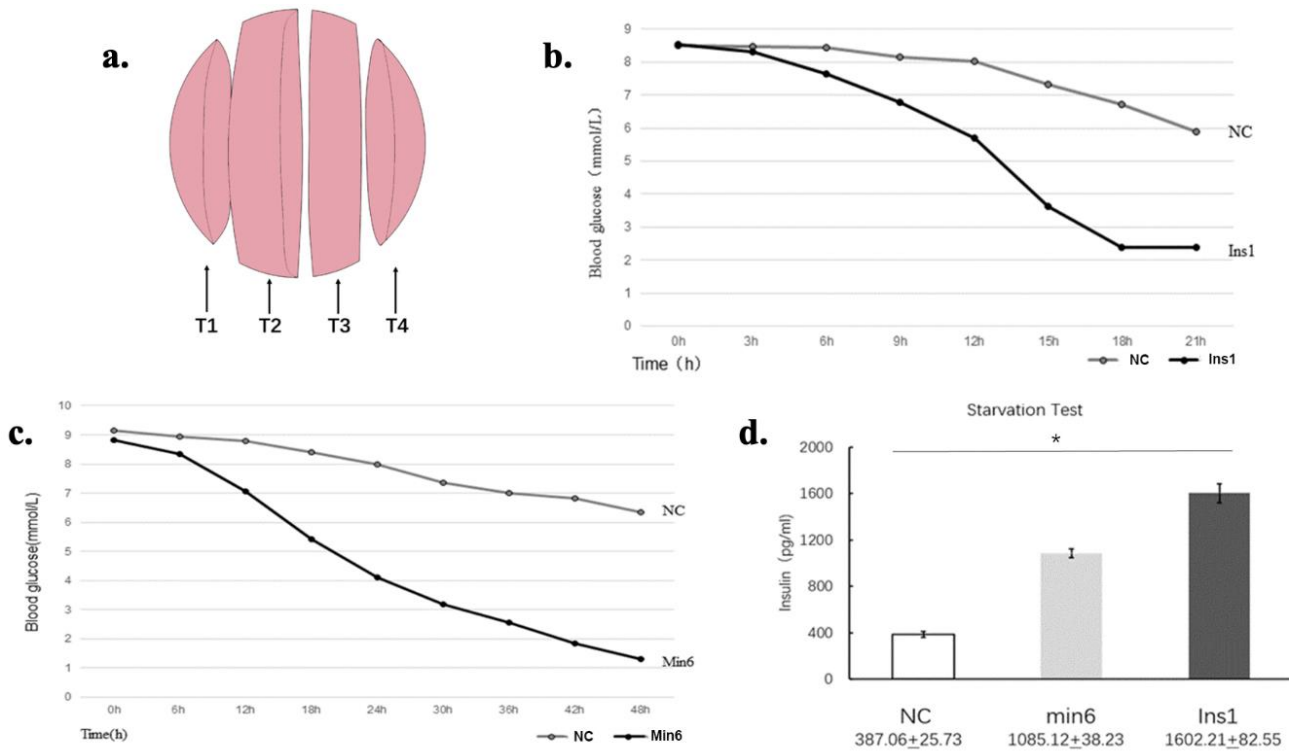 a.
T1 T2 T3 T4
b.
9
8
7
6
5
4
3
2
1
0
Blood glucose (mmol/L)
NC
Ins1
0h 3h 6h 9h 12h 15h 18h 21h
Time (h)
NC Ins1
c.
10
9
8
7
6
5
4
3
2
1
0
Blood glucose(mmol/L)
NC
Min6
0h 6h 12h 18h 24h 30h 36h 42h 48h
Time(h)
NC Min6
d.
Starvation Test
*
2000
1600
1200
800
400
0
Insulin (pg/ml)
NC min6 Ins1
387.06±25.73 1085.12±38.23 1602.21±82.55